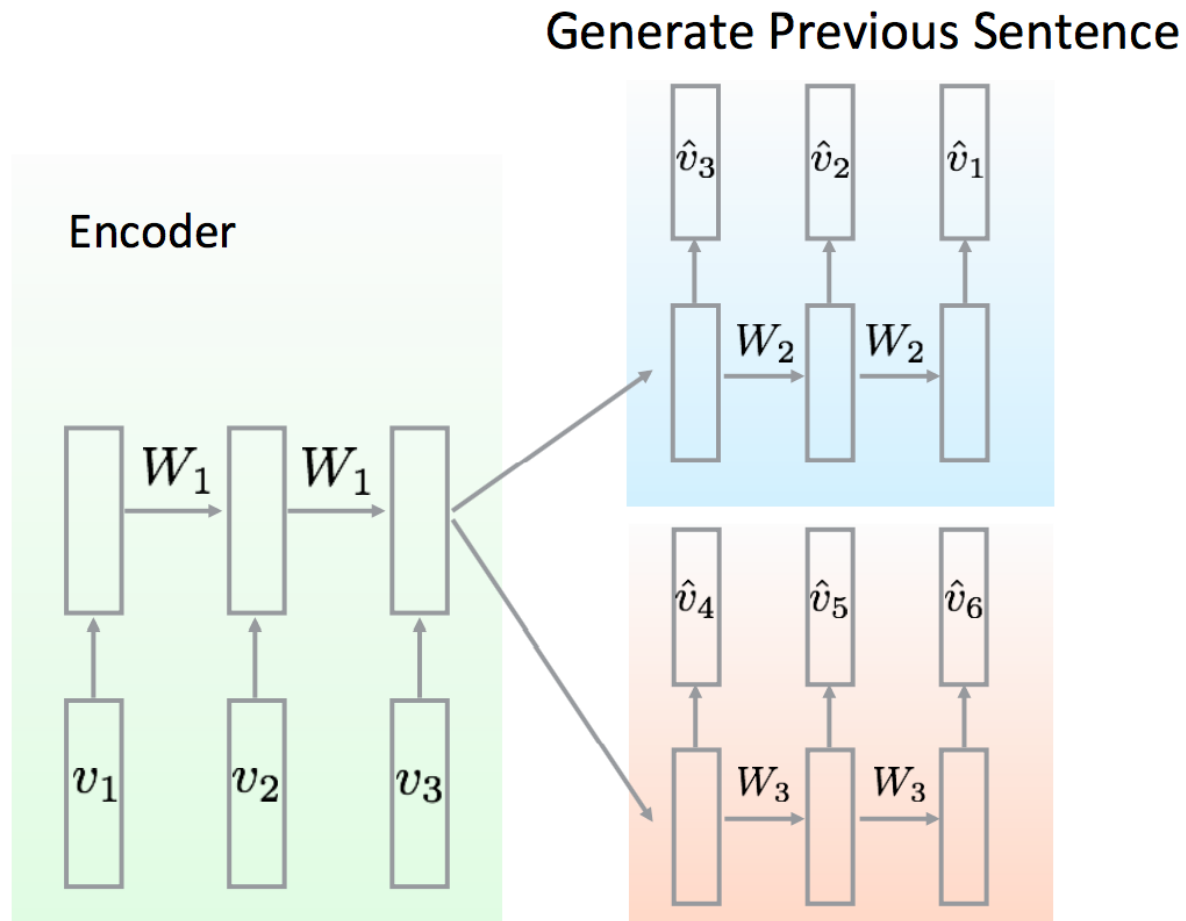 Generate Previous Sentence
v̂₃ v̂₂ v̂₁
Encoder
W₂ W₂
W₁ W₁
v̂₄ v̂₅ v̂₆
v₁ v₂ v₃
W₃ W₃